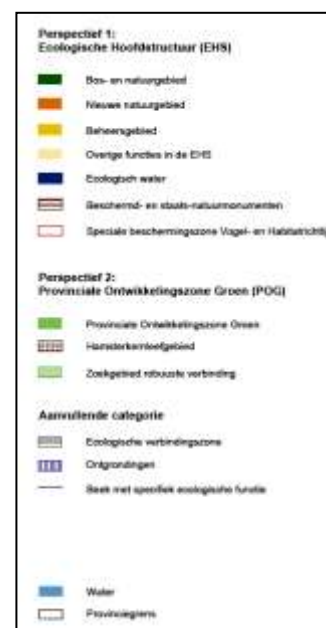 Perspectief 1:
Ecologische Hoofdstructuur (EHS)
Bos- en natuurgebied
Nieuwe natuurgebied
Beheersgebied
Overige functies in de EHS
Ecologisch water
Beschermd- en staats-natuurmonumenten
Speciale beschermingszone Vogel- en Habitatrichtlij
Perspectief 2:
Provinciale Ontwikkelingszone Groen (POG)
Provinciale Ontwikkelingszone Groen
Hamsterkernleefgebied
Zoekgebied robuuste verbinding
Aanvullende categorie
Ecologische verbindingszone
Ontgrondingen
Beek met specifiek ecologische functie
Water
Provinciegrens